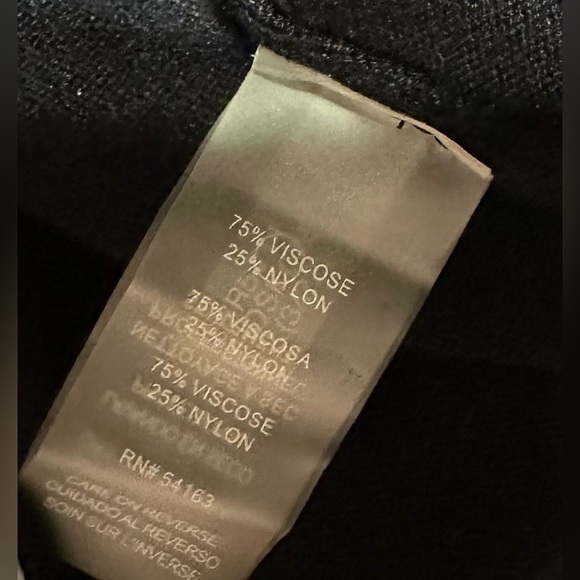 75% VISCOSE
25% NYLON
75% VISCOSA
25% NYLON
75% VISCOSE
25% NYLON
RN# 54163
CARE ON REVERSE
CUIDADO AL REVERSO
SOIN SUR L'INVERSE